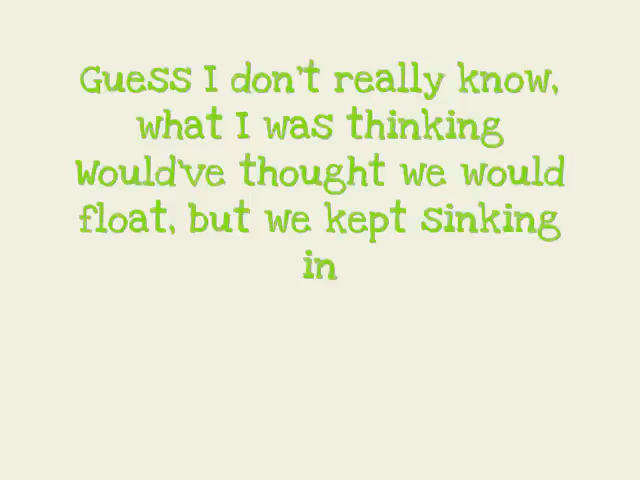 Guess I don't really know,
what I was thinking
Would've thought we would
float, but we kept sinking
in